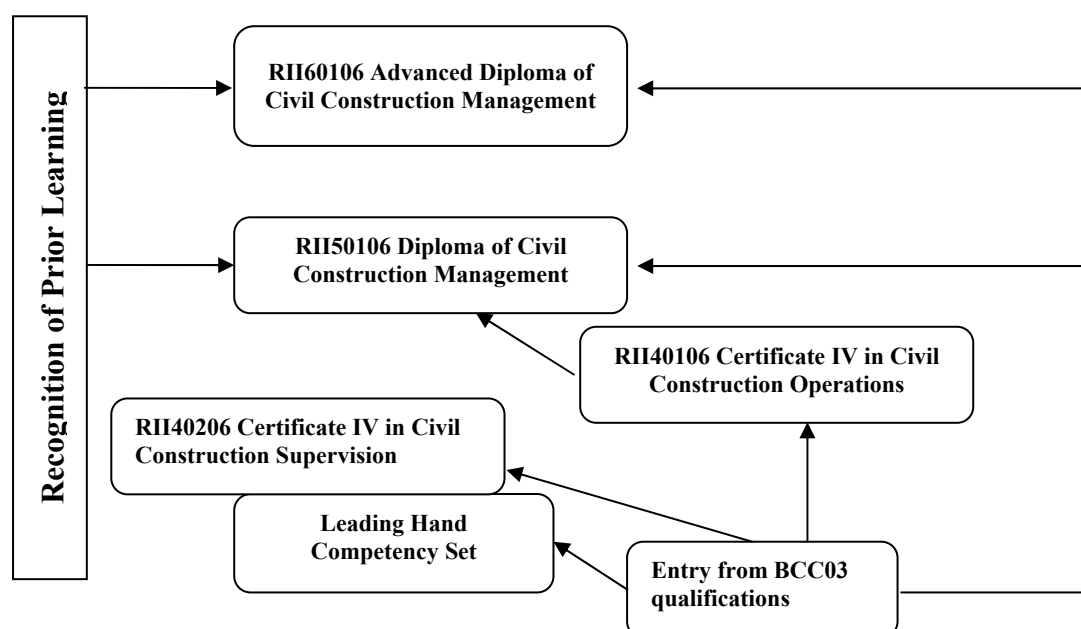 Recognition of Prior Learning
RII60106 Advanced Diploma of
Civil Construction Management
RII50106 Diploma of Civil
Construction Management
RII40106 Certificate IV in Civil
Construction Operations
RII40206 Certificate IV in Civil
Construction Supervision
Leading Hand
Competency Set
Entry from BCC03
qualifications